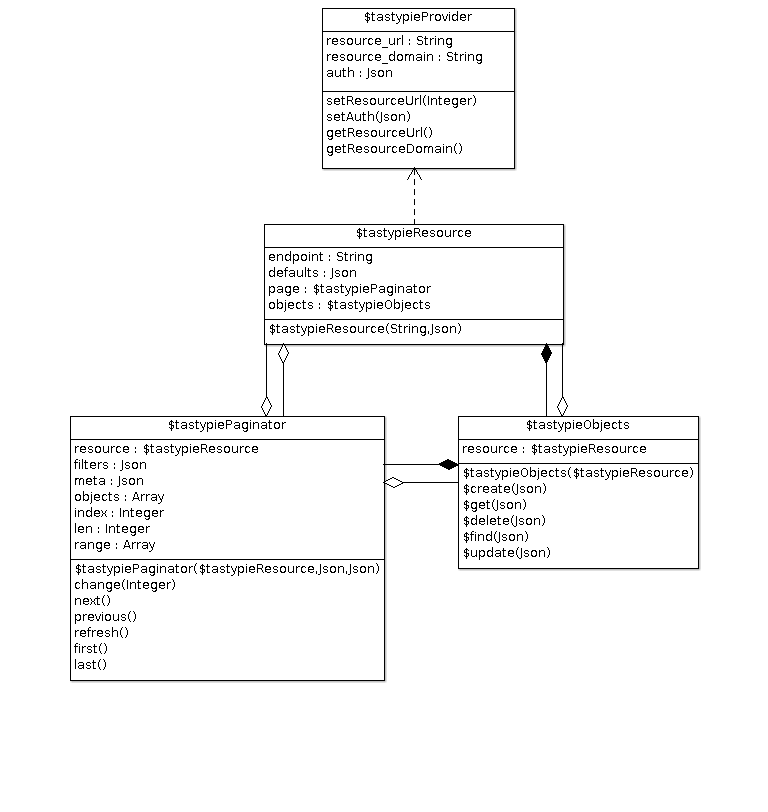 $tastypieProvider
resource_url : String
resource_domain : String
auth : Json
setResourceUrl(Integer)
setAuth(Json)
getResourceUrl()
getResourceDomain()
$tastypieResource
endpoint : String
defaults : Json
page : $tastypiePaginator
objects : $tastypieObjects
$tastypieResource(String,Json)
$tastypiePaginator
resource : $tastypieResource
filters : Json
meta : Json
objects : Array
index : Integer
len : Integer
range : Array
$tastypiePaginator($tastypieResource,Json,Json)
change(Integer)
next()
previous()
refresh()
first()
last()
$tastypieObjects
resource : $tastypieResource
$tastypieObjects($tastypieResource)
$create(Json)
$get(Json)
$delete(Json)
$find(Json)
$update(Json)